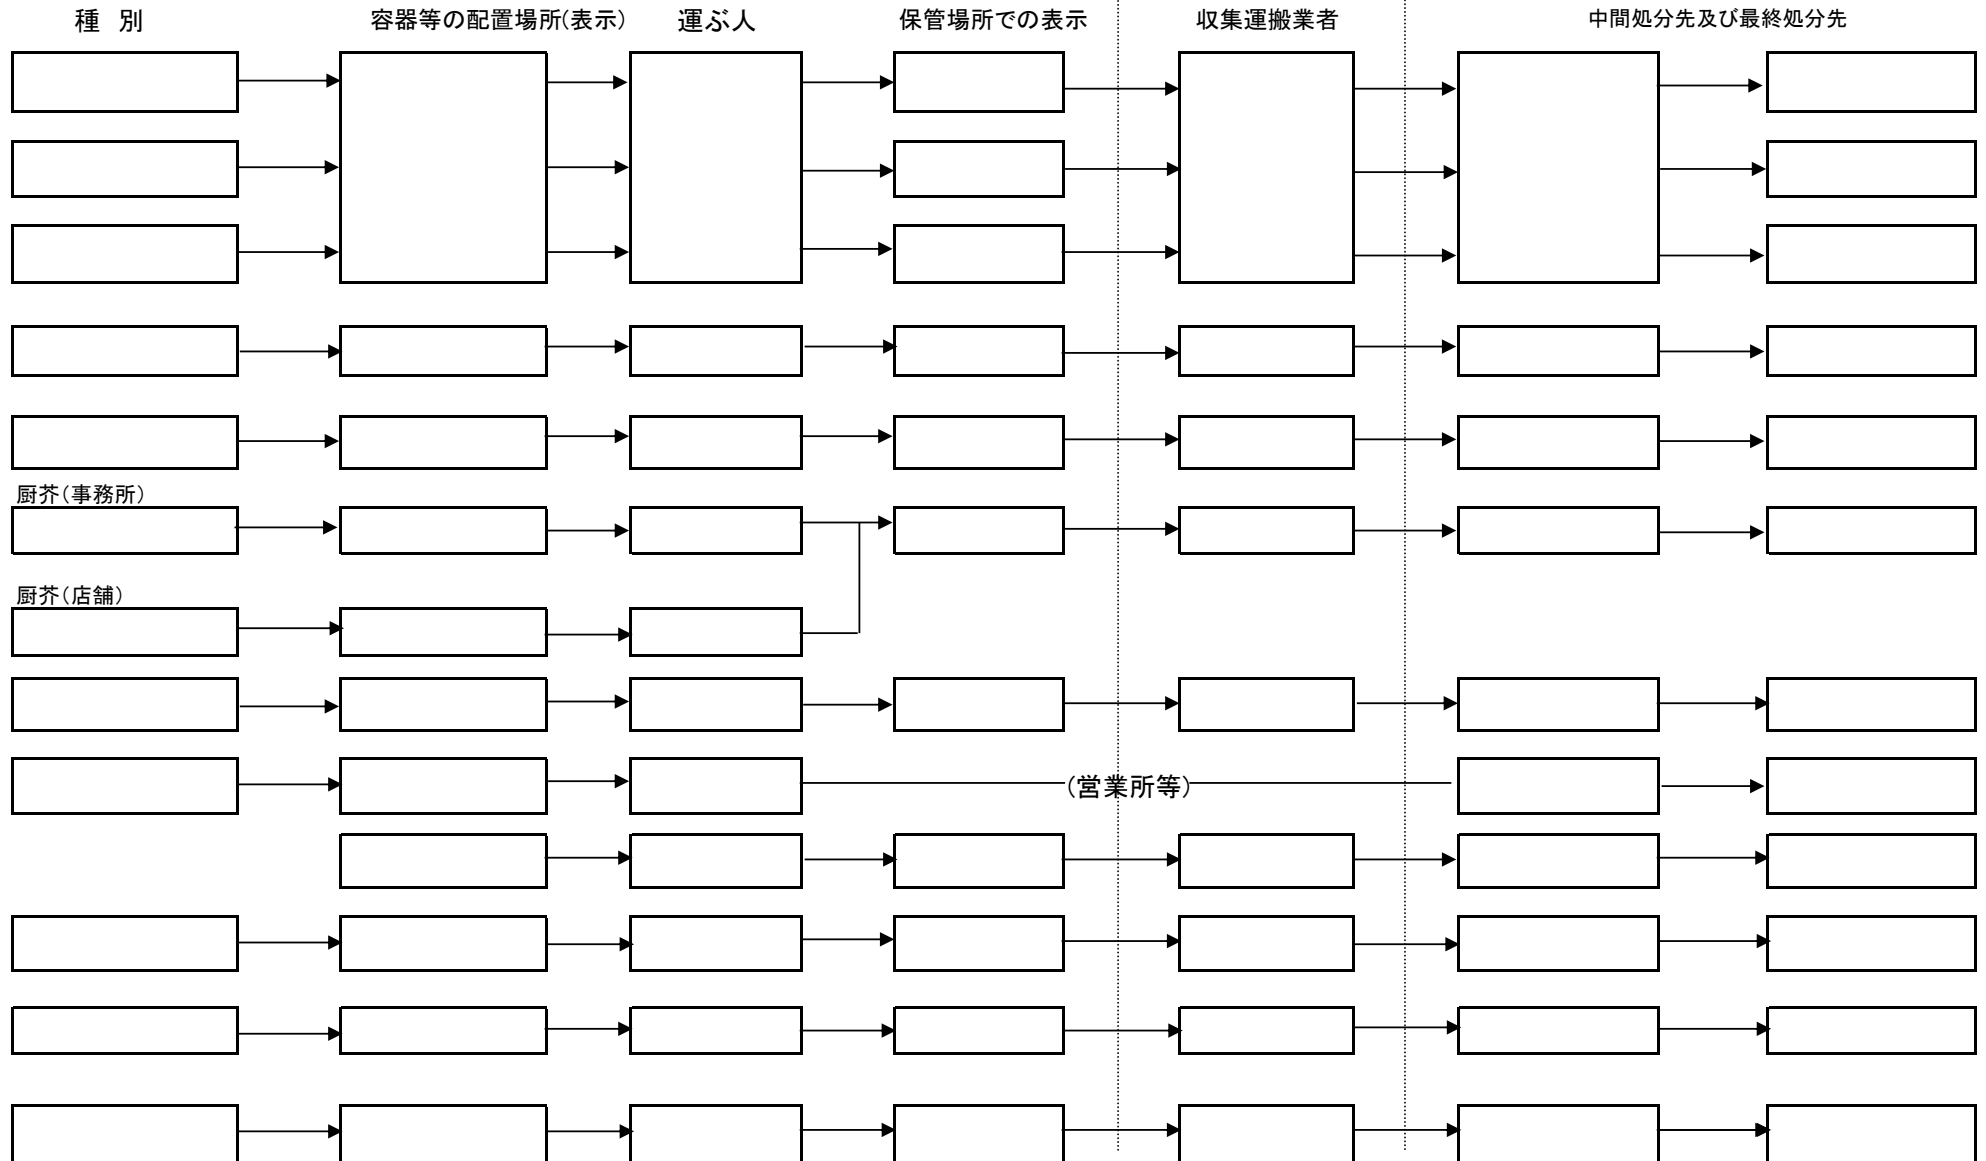 種 別
容器等の配置場所(表示)
運ぶ人
保管場所での表示
収集運搬業者
中間処分先及び最終処分先
厨芥(事務所)
厨芥(店舗)
(営業所等)